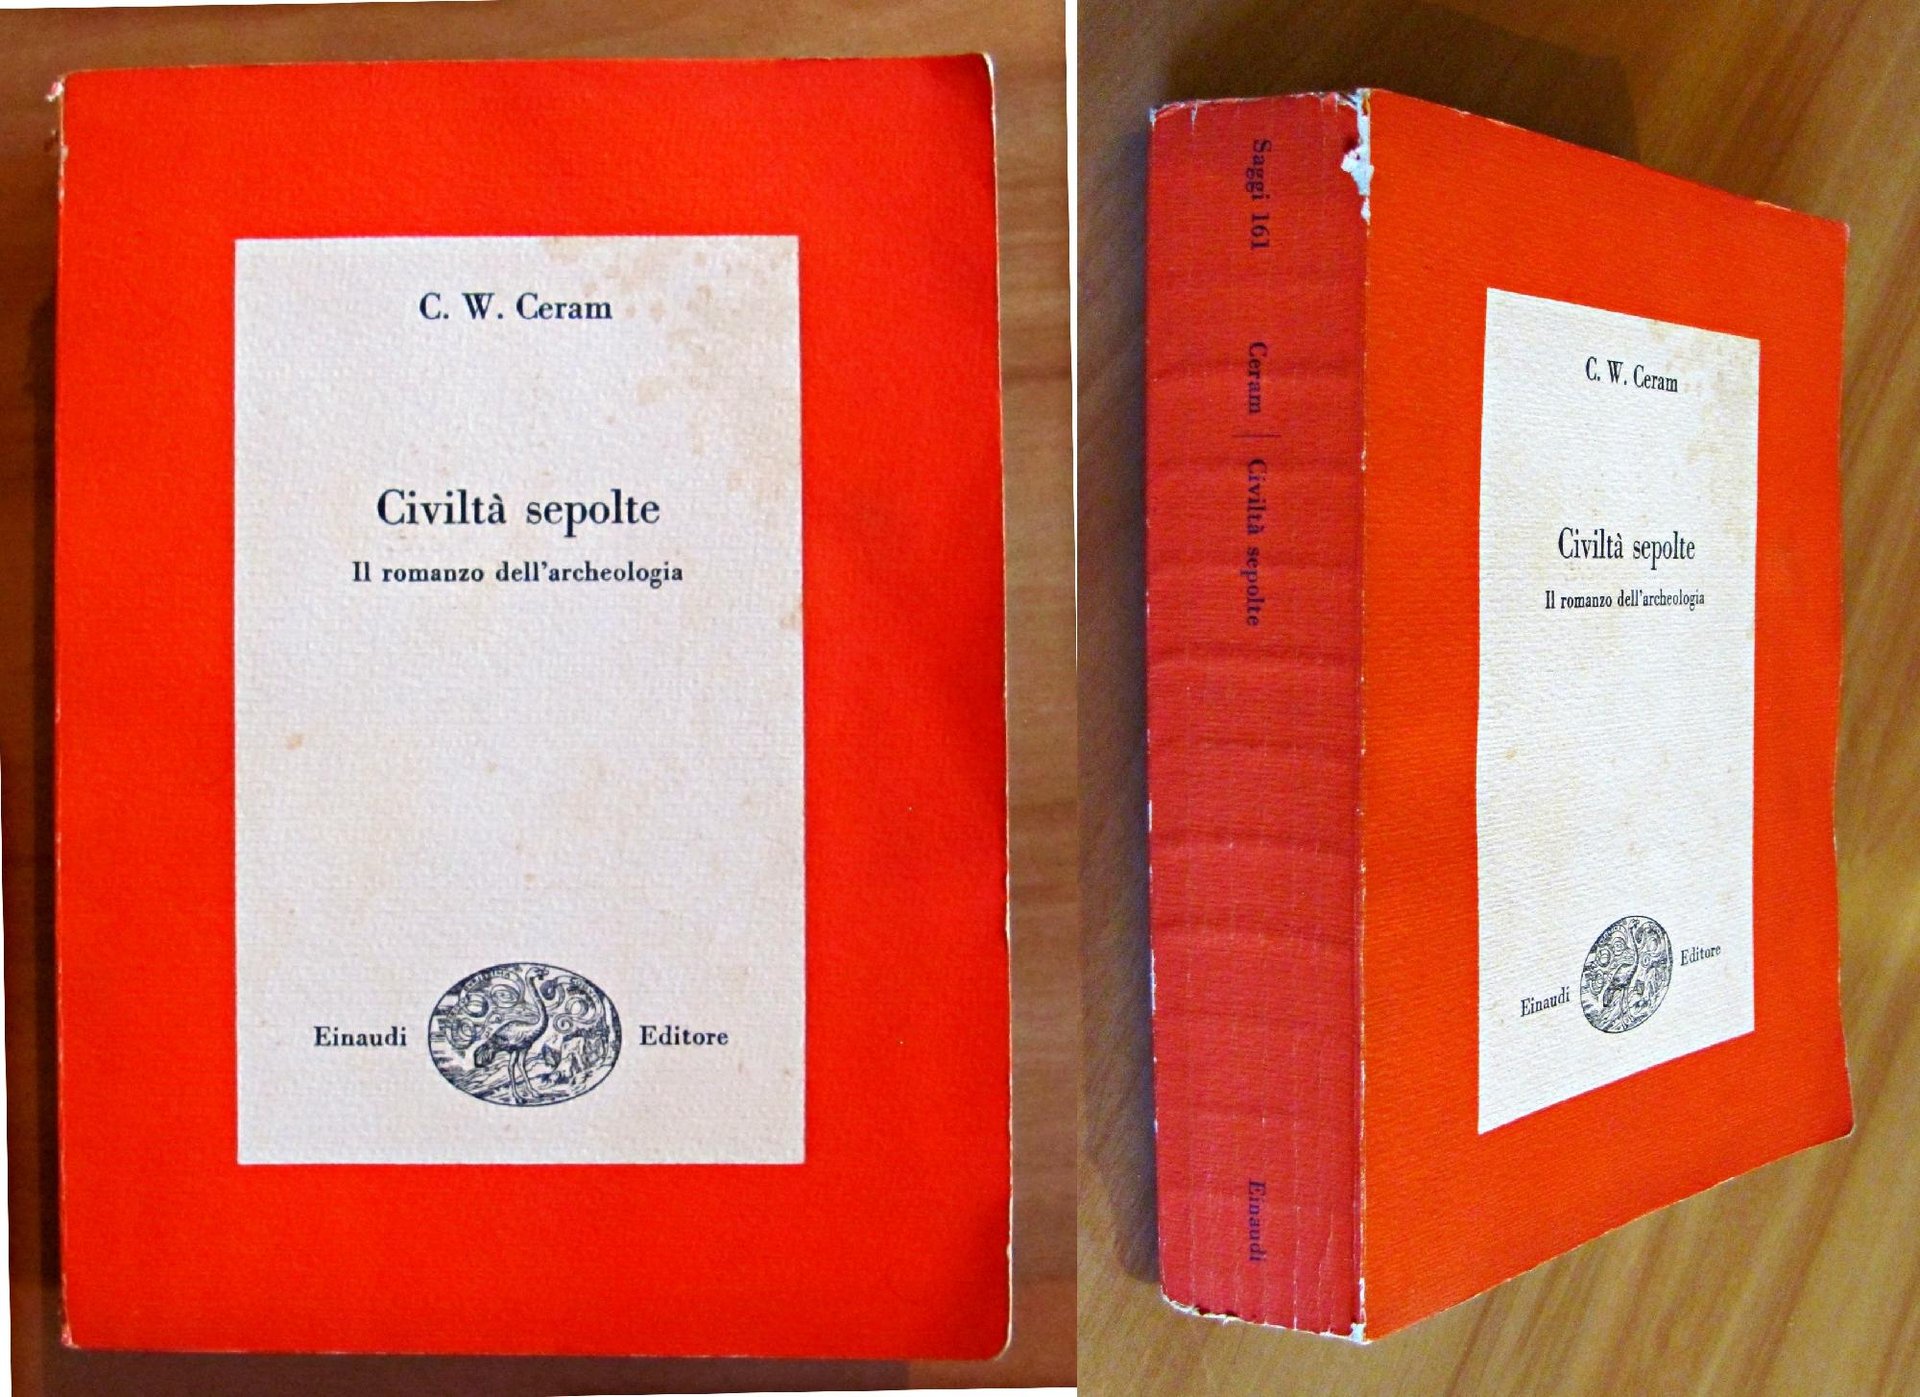 C. W. Ceram
Civiltà sepolte
Il romanzo dell'archeologia
Einaudi Editore
Saggi 161 Ceram | Civiltà sepolte Einaudi
C. W. Ceram
Civiltà sepolte
Il romanzo dell'archeologia
Einaudi Editore